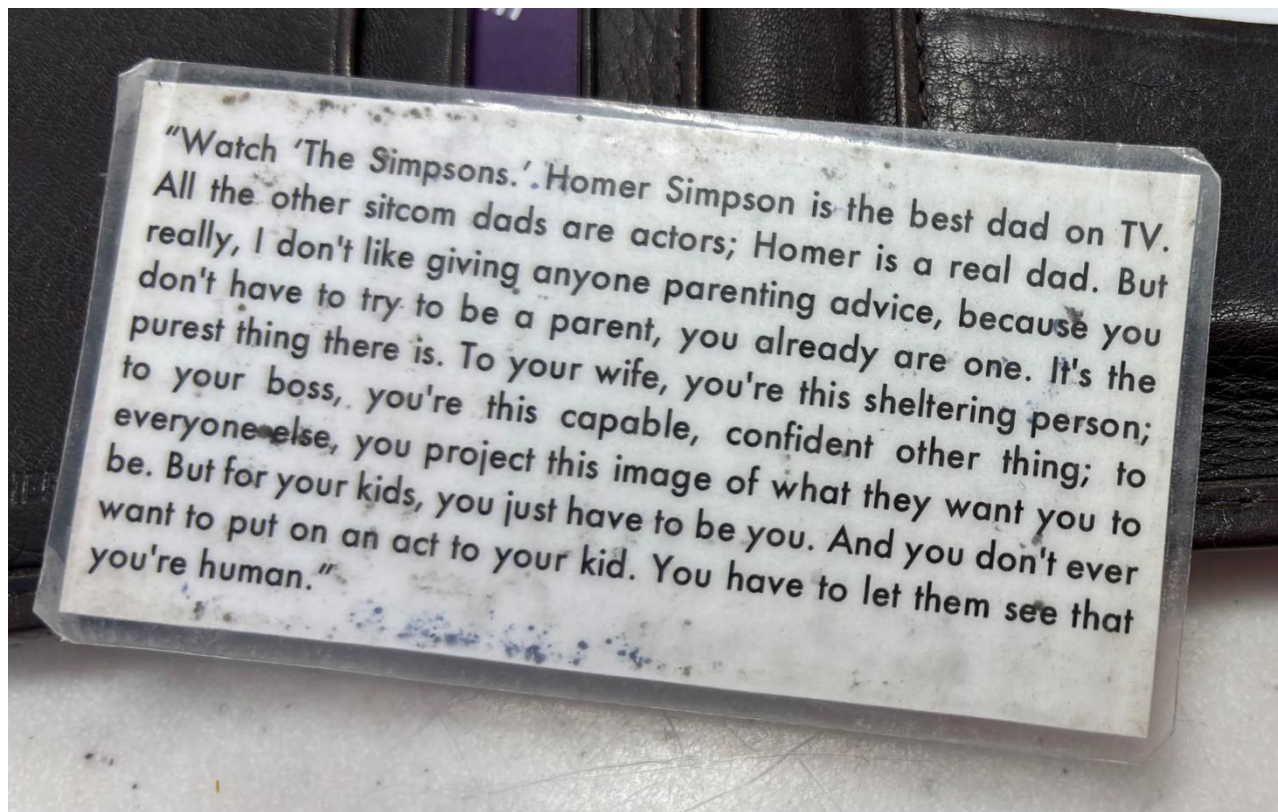 “Watch ‘The Simpsons.’ Homer Simpson is the best dad on TV.
All the other sitcom dads are actors; Homer is a real dad. But
really, I don't like giving anyone parenting advice, because you
don't have to try to be a parent, you already are one. It's the
purest thing there is. To your wife, you're this sheltering person;
to your boss, you're this capable, confident other thing; to
everyone else, you project this image of what they want you to
be. But for your kids, you just have to be you. And you don't ever
want to put on an act to your kid. You have to let them see that
you're human.”